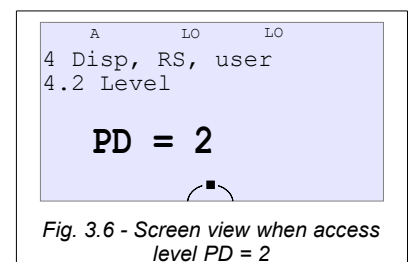 A LO LO
4 Disp, RS, user
4.2 Level
PD = 2
Fig. 3.6 - Screen view when access
level PD = 2